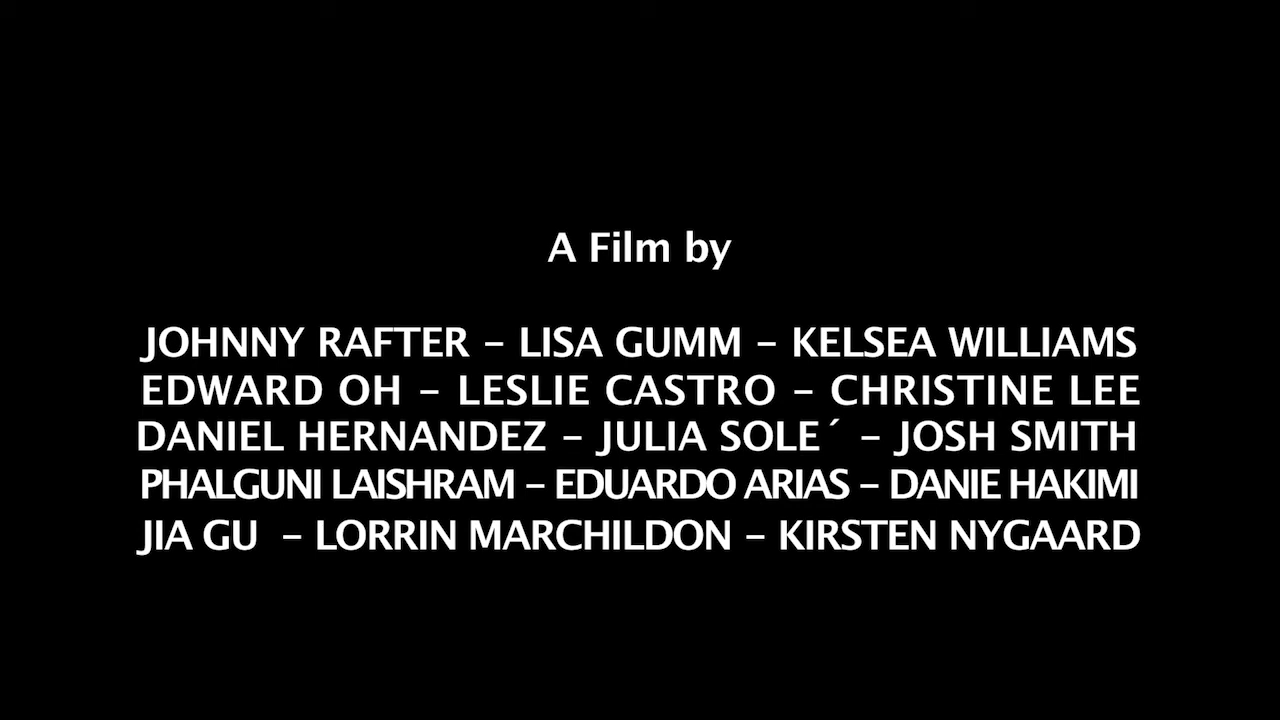 A Film by
JOHNNY RAFTER – LISA GUMM – KELSEA WILLIAMS
EDWARD OH – LESLIE CASTRO – CHRISTINE LEE
DANIEL HERNANDEZ – JULIA SOLE´ – JOSH SMITH
PHALGUNI LAISHRAM – EDUARDO ARIAS – DANIE HAKIMI
JIA GU – LORRIN MARCHILDON – KIRSTEN NYGAARD